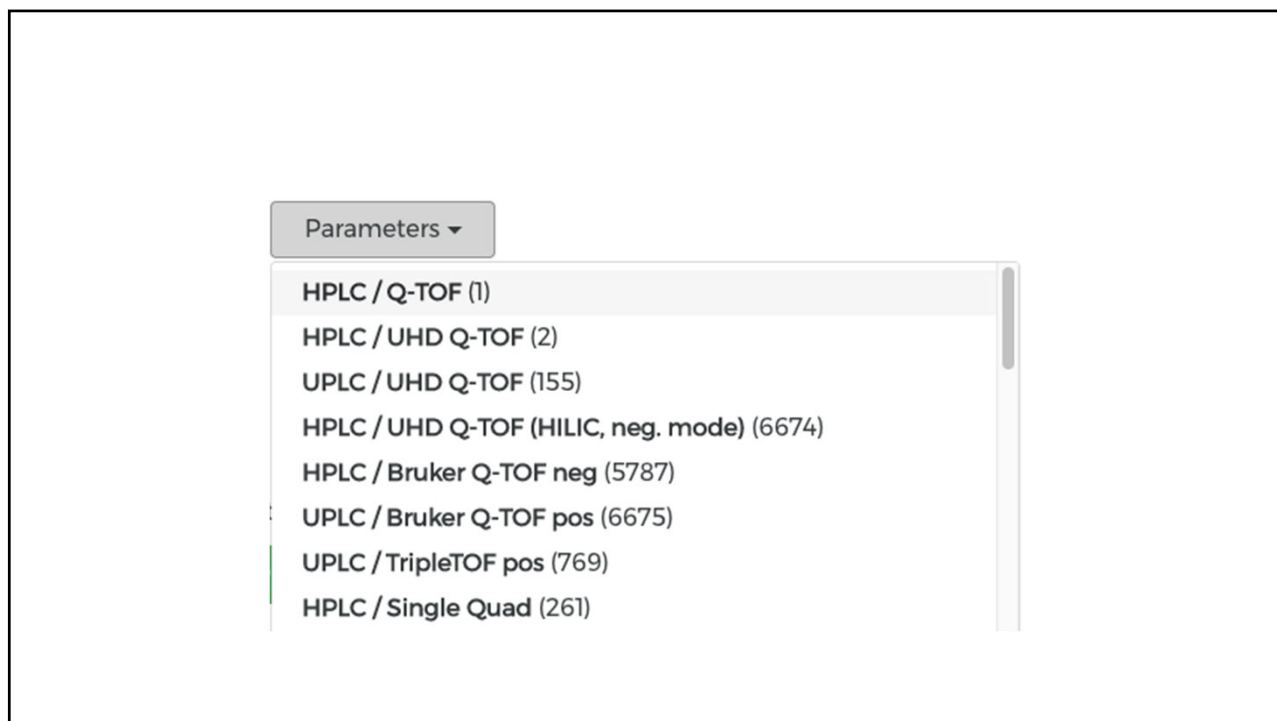 Parameters
HPLC / Q-TOF (1)
HPLC / UHD Q-TOF (2)
UPLC / UHD Q-TOF (155)
HPLC / UHD Q-TOF (HILIC, neg. mode) (6674)
HPLC / Bruker Q-TOF neg (5787)
UPLC / Bruker Q-TOF pos (6675)
UPLC / TripleTOF pos (769)
HPLC / Single Quad (261)